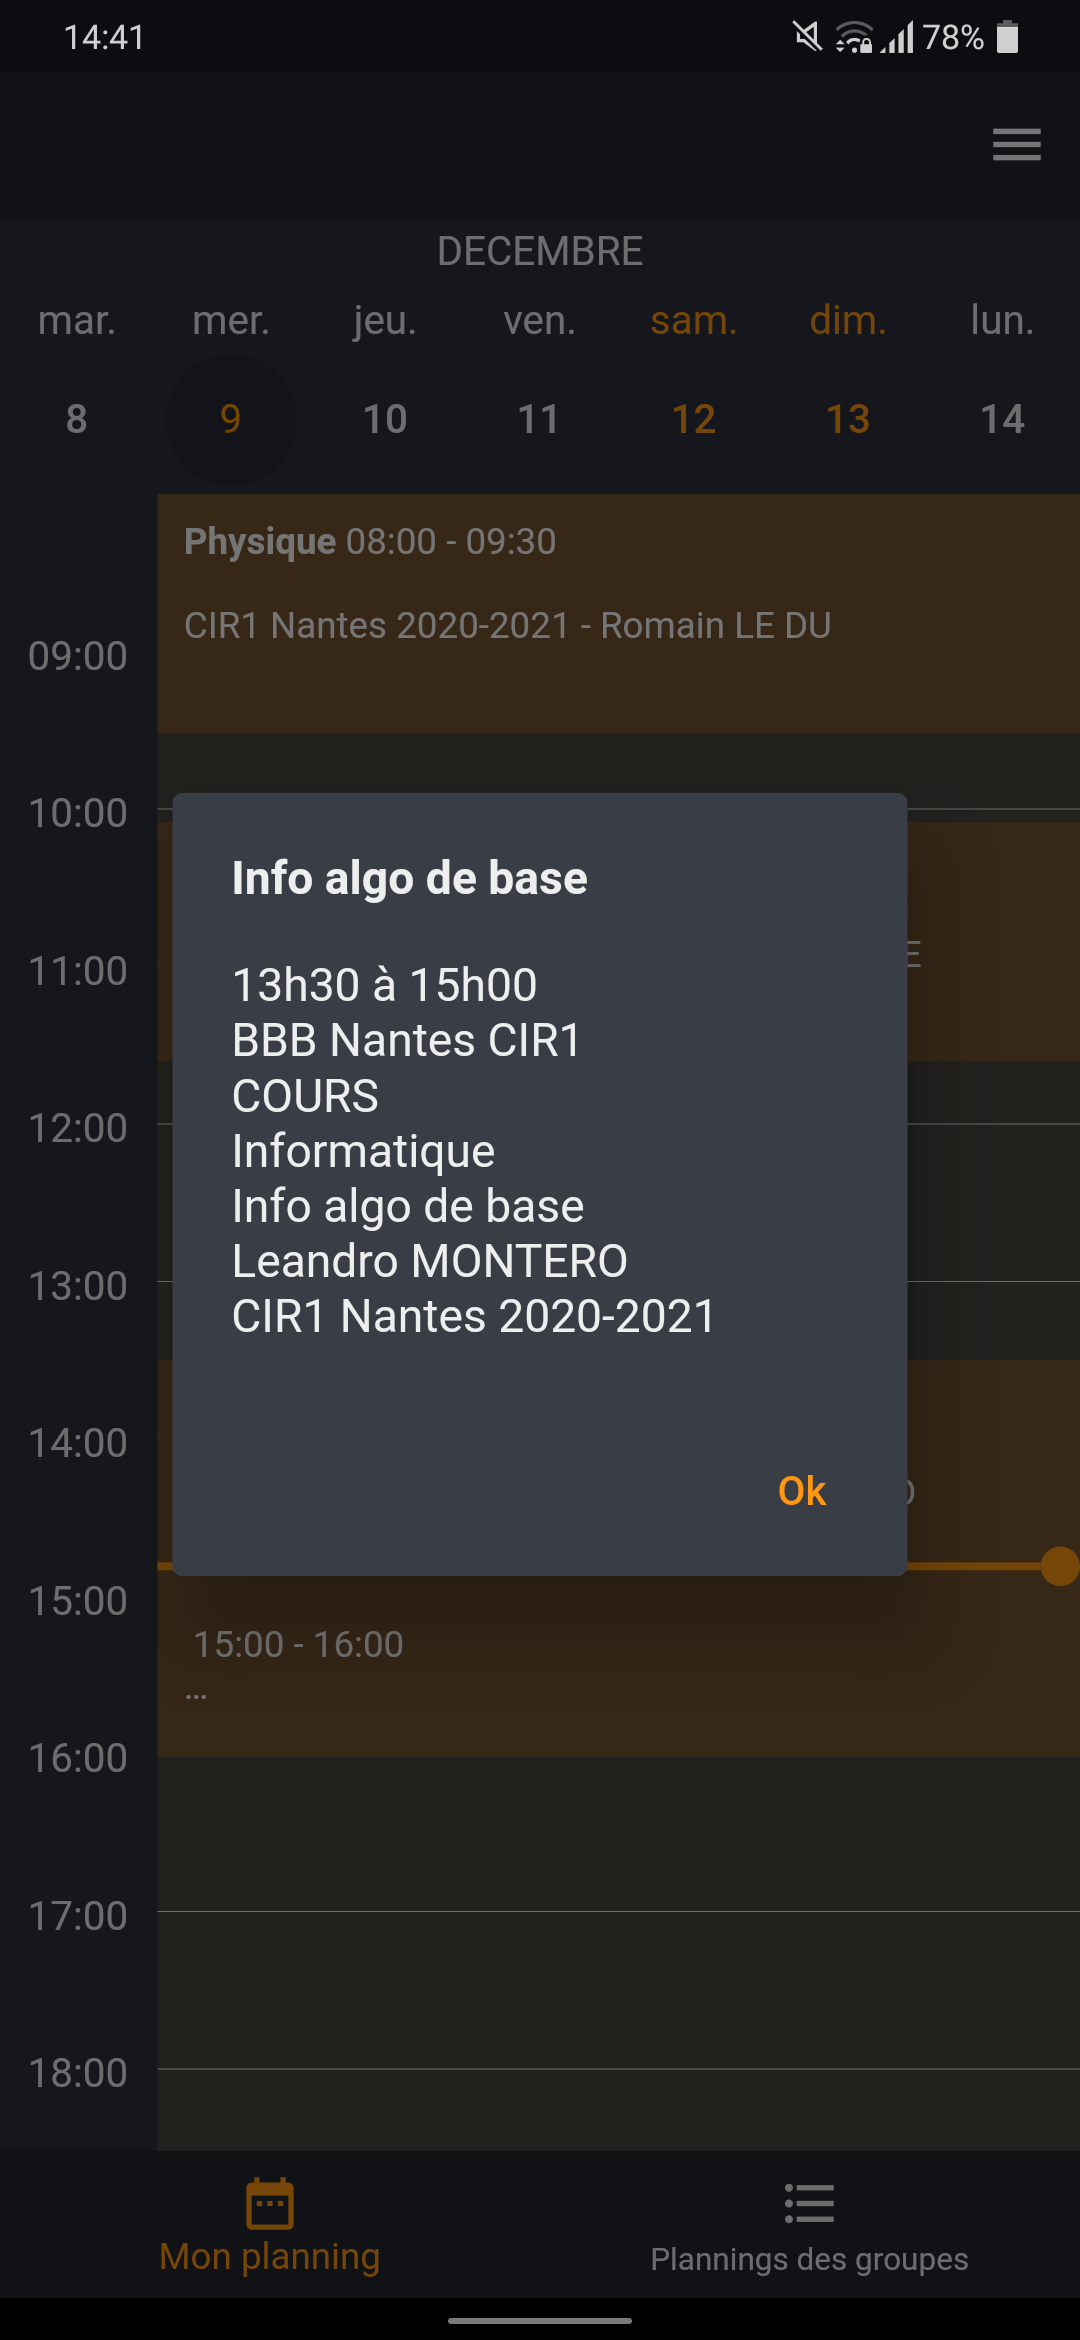 14:41 78%
DECEMBRE
mar. mer. jeu. ven. sam. dim. lun.
8 9 10 11 12 13 14
Physique 08:00 - 09:30
CIR1 Nantes 2020-2021 - Romain LE DU
09:00
10:00
Info algo de base
E
11:00
13h30 à 15h00
BBB Nantes CIR1
COURS
12:00
Informatique
Info algo de base
Leandro MONTERO
13:00
CIR1 Nantes 2020-2021
14:00
Ok
15:00
15:00 - 16:00
...
16:00
17:00
18:00
Mon planning
Plannings des groupes